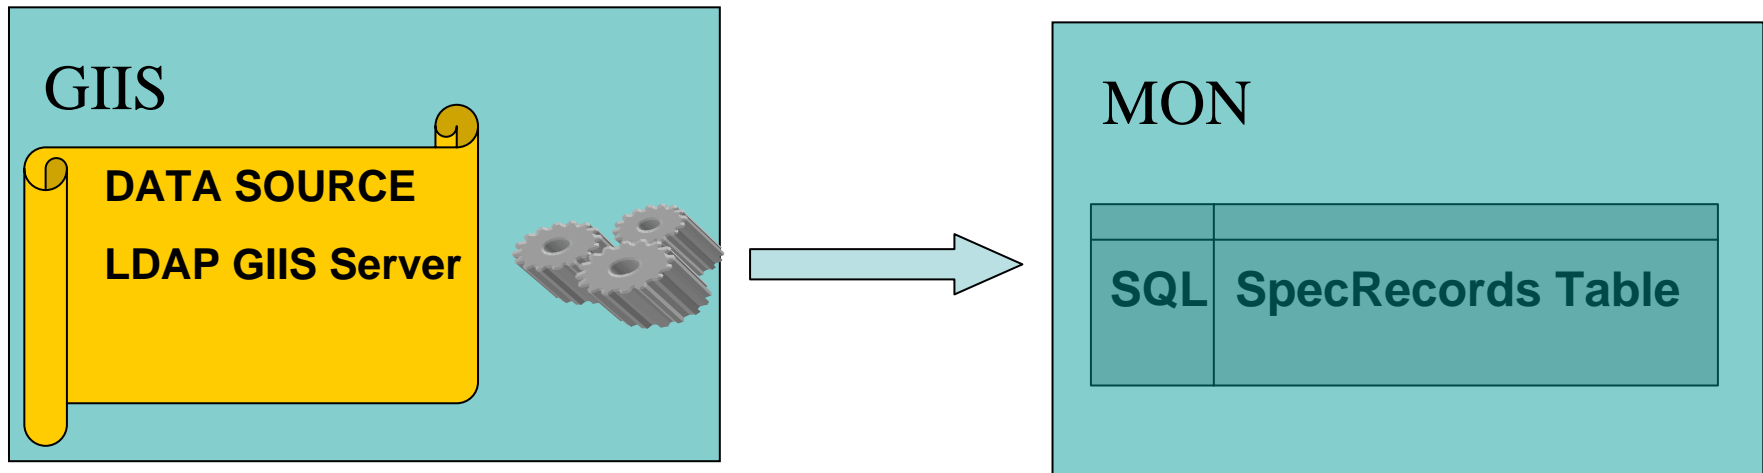 GIIS
DATA SOURCE
LDAP GIIS Server
MON
SQL SpecRecords Table